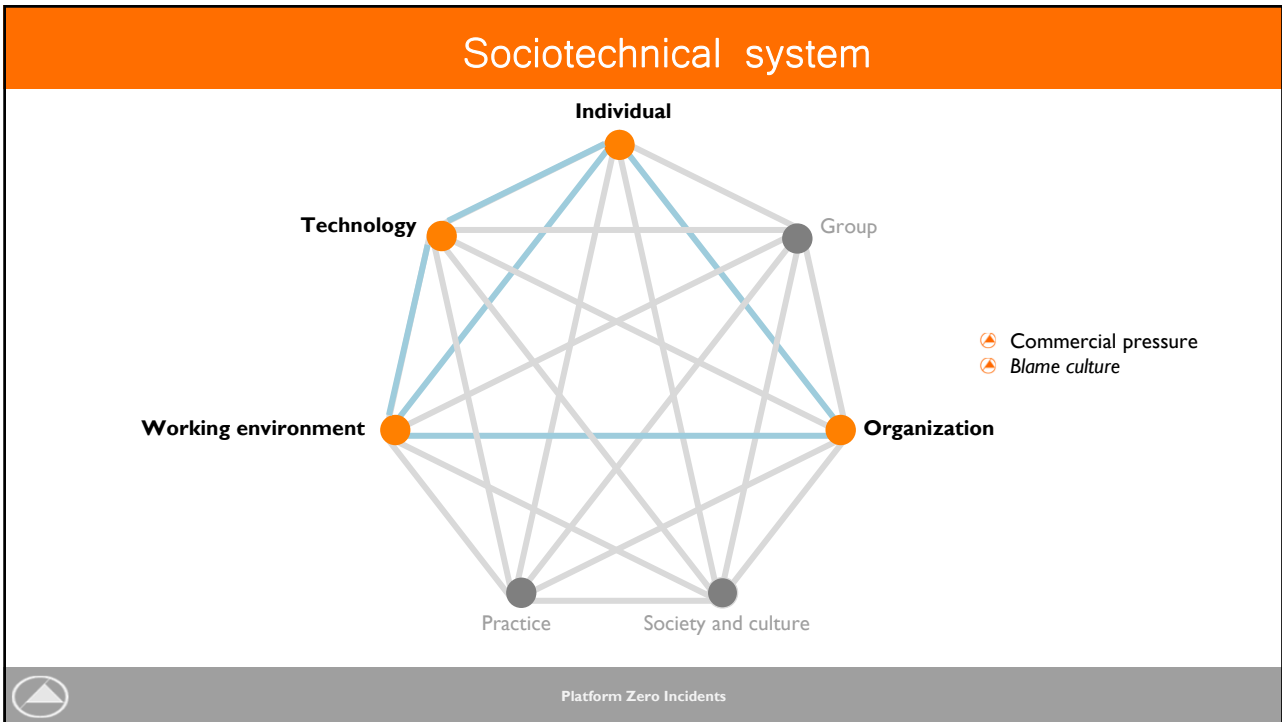 Sociotechnical system
Individual
Technology
Group
Commercial pressure
Blame culture
Working environment
Organization
Practice
Society and culture
Platform Zero Incidents